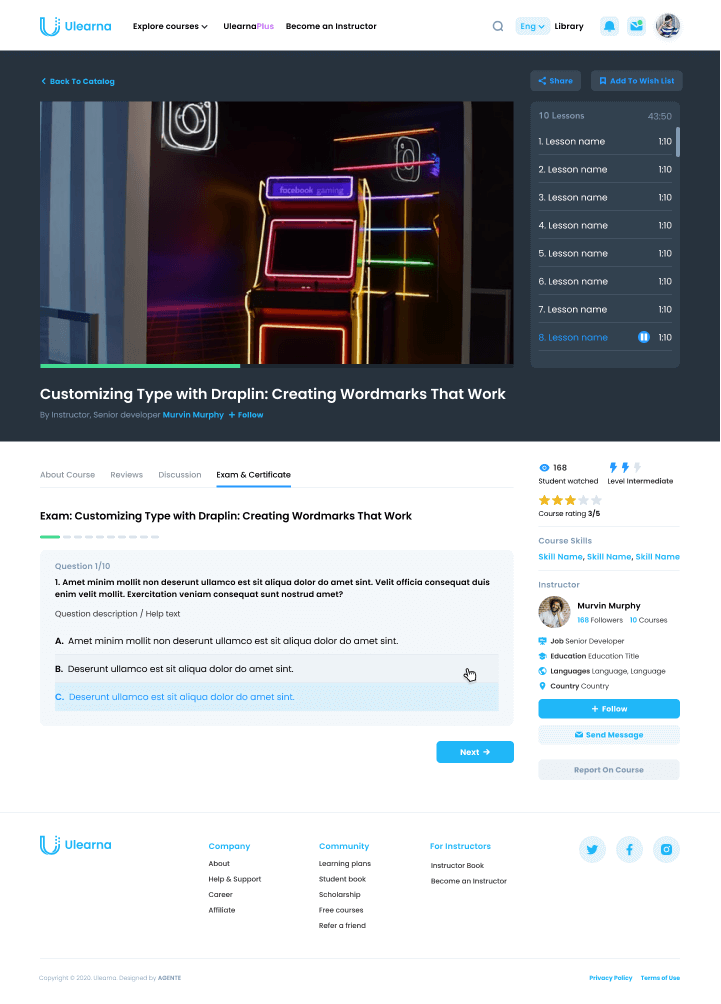 Ulearna
Explore courses
UlearnaPlus
Become an Instructor
Eng
Library
Back To Catalog
Share
Add To Wish List
facebook gaming
10 Lessons 43:50
1. Lesson name 1:10
2. Lesson name 1:10
3. Lesson name 1:10
4. Lesson name 1:10
5. Lesson name 1:10
6. Lesson name 1:10
7. Lesson name 1:10
8. Lesson name 1:10
Customizing Type with Draplin: Creating Wordmarks That Work
By Instructor, Senior developer Murvin Murphy + Follow
About Course
Reviews
Discussion
Exam & Certificate
Exam: Customizing Type with Draplin: Creating Wordmarks That Work
Question 1/10
1. Amet minim mollit non deserunt ullamco est sit aliqua dolor do amet sint. Velit officia consequat duis
enim velit mollit. Exercitation veniam consequat sunt nostrud amet?
Question description / Help text
A. Amet minim mollit non deserunt ullamco est sit aliqua dolor do amet sint.
B. Deserunt ullamco est sit aliqua dolor do amet sint.
C. Deserunt ullamco est sit aliqua dolor do amet sint.
Next →
168
Student watched
Level Intermediate
Course rating 3/5
Course Skills
Skill Name, Skill Name, Skill Name
Instructor
Murvin Murphy
168 Followers 10 Courses
Job Senior Developer
Education Education Title
Languages Language, Language
Country Country
+ Follow
Send Message
Report On Course
Ulearna
Company
About
Help & Support
Career
Affiliate
Community
Learning plans
Student book
Scholarship
Free courses
Refer a friend
For Instructors
Instructor Book
Become an Instructor
Copyright © 2020. Ulearna. Designed by AGENTE
Privacy Policy
Terms of Use